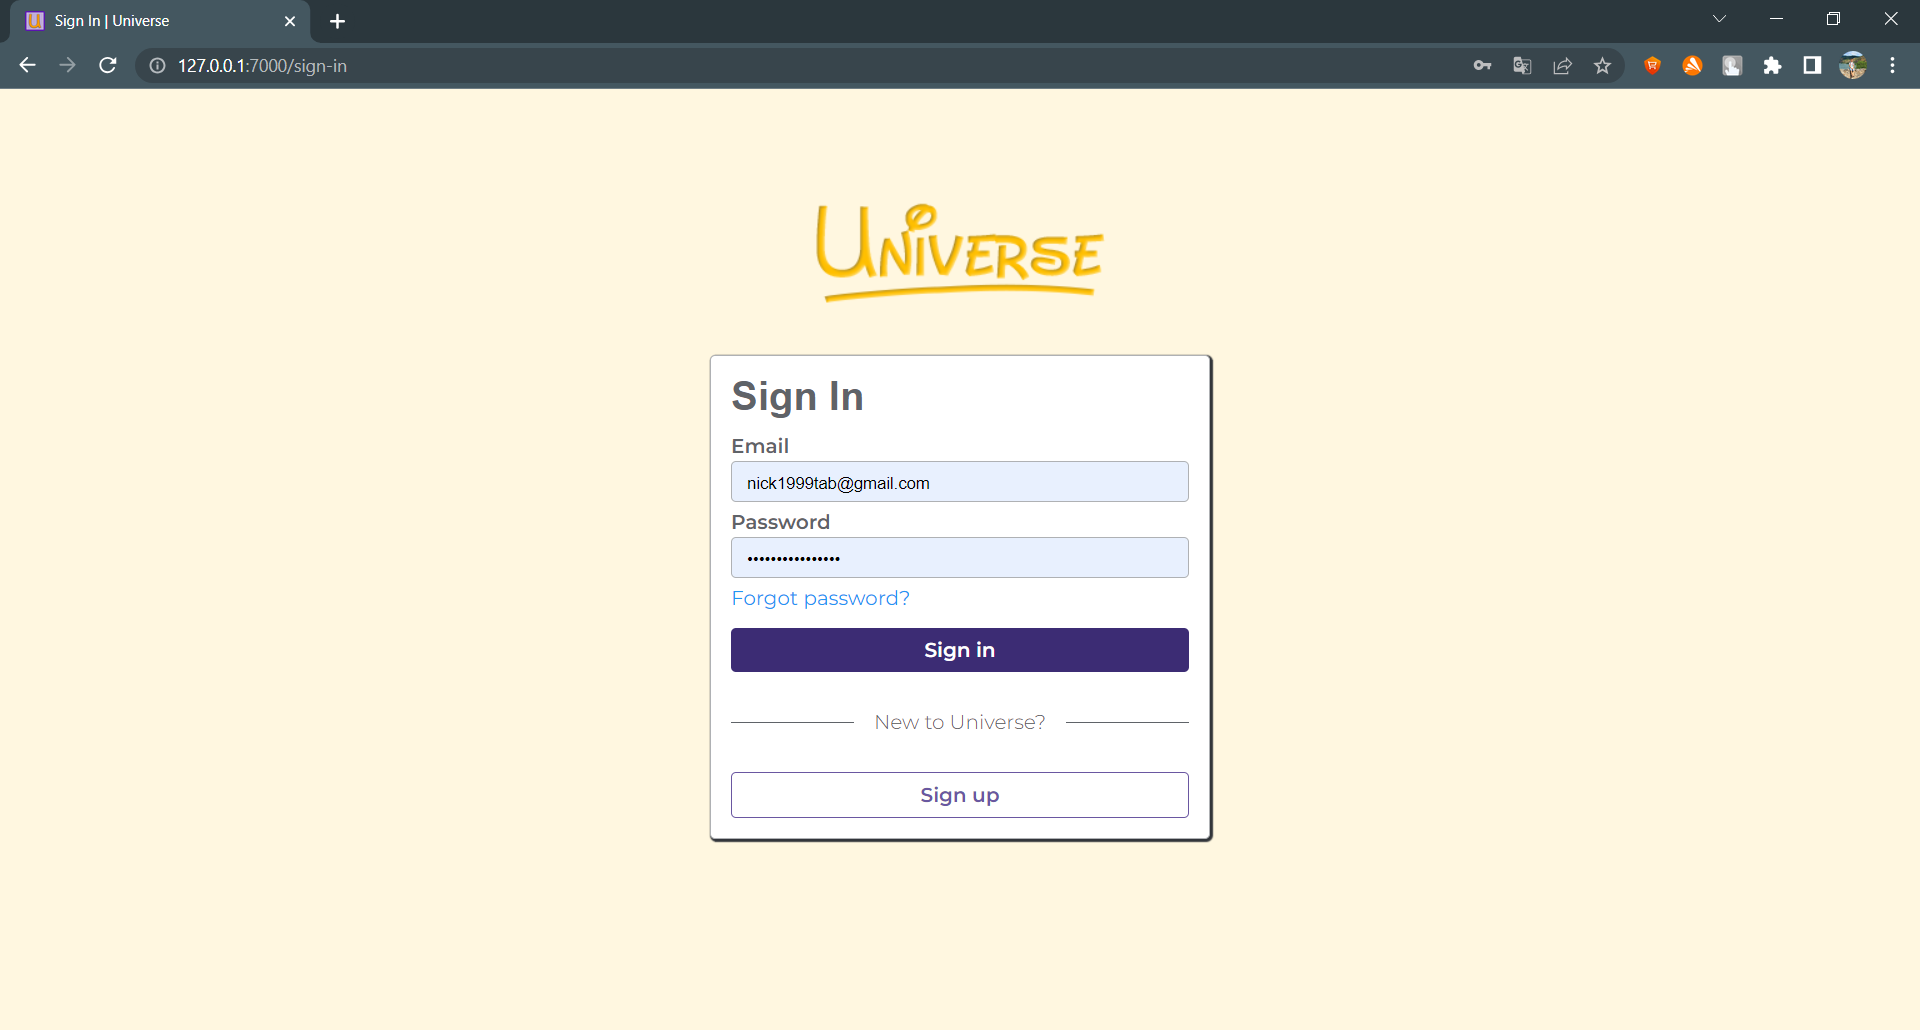 Sign In | Universe
127.0.0.1:7000/sign-in
UNIVERSE
Sign In
Email
nick1999tab@gmail.com
Password
••••••••••••••••
Forgot password?
Sign in
New to Universe?
Sign up